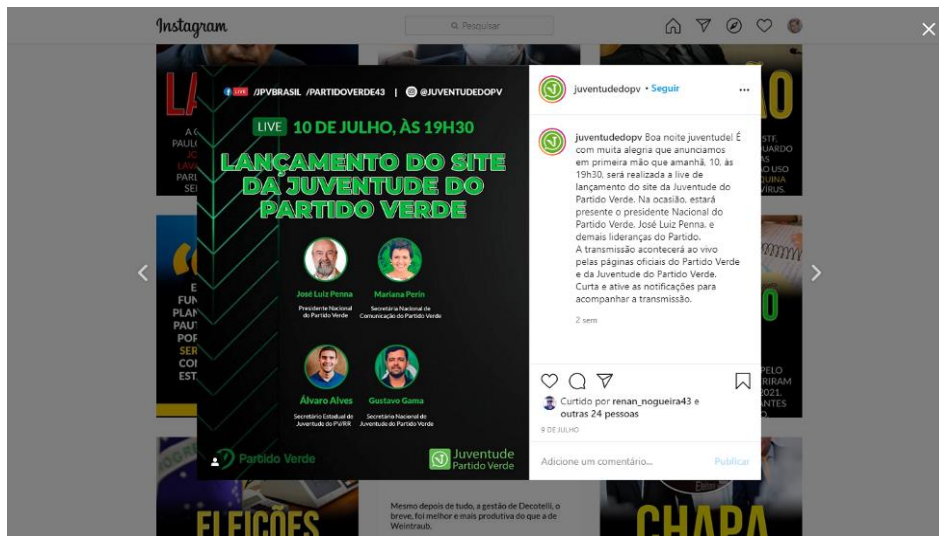 Instagram
Pesquisar
/JPVBRASIL /PARTIDOVERDE43 | @JUVENTUDEDOPV
LIVE 10 DE JULHO, ÀS 19H30
LANÇAMENTO DO SITE
DA JUVENTUDE DO
PARTIDO VERDE
José Luiz Penna
Presidente Nacional
do Partido Verde
Mariana Perin
Secretária Nacional de
Comunicação do Partido Verde
Álvaro Alves
Secretário Estadual de
Juventude do PV/RR
Gustavo Gama
Secretário Nacional de
Juventude do Partido Verde
Partido Verde
Juventude
Partido Verde
juventudedopv • Seguir
juventudedopv Boa noite juventude! É
com muita alegria que anunciamos
em primeira mão que amanhã, 10, às
19h30, será realizada a live de
lançamento do site da Juventude do
Partido Verde. Na ocasião, estará
presente o presidente Nacional do
Partido Verde, José Luiz Penna, e
demais lideranças do Partido.
A transmissão acontecerá ao vivo
pelas páginas oficiais do Partido Verde
e da Juventude do Partido Verde.
Curta e ative as notificações para
acompanhar a transmissão.
2 sem
Curtido por renan_nogueira43 e
outras 24 pessoas
9 DE JULHO
Adicione um comentário...
Publicar
ELEIÇÕES
Mesmo depois de tudo, a gestão de Decotelli, o
breve, foi melhor e mais produtiva do que a de
Weintraub.
CHAPA